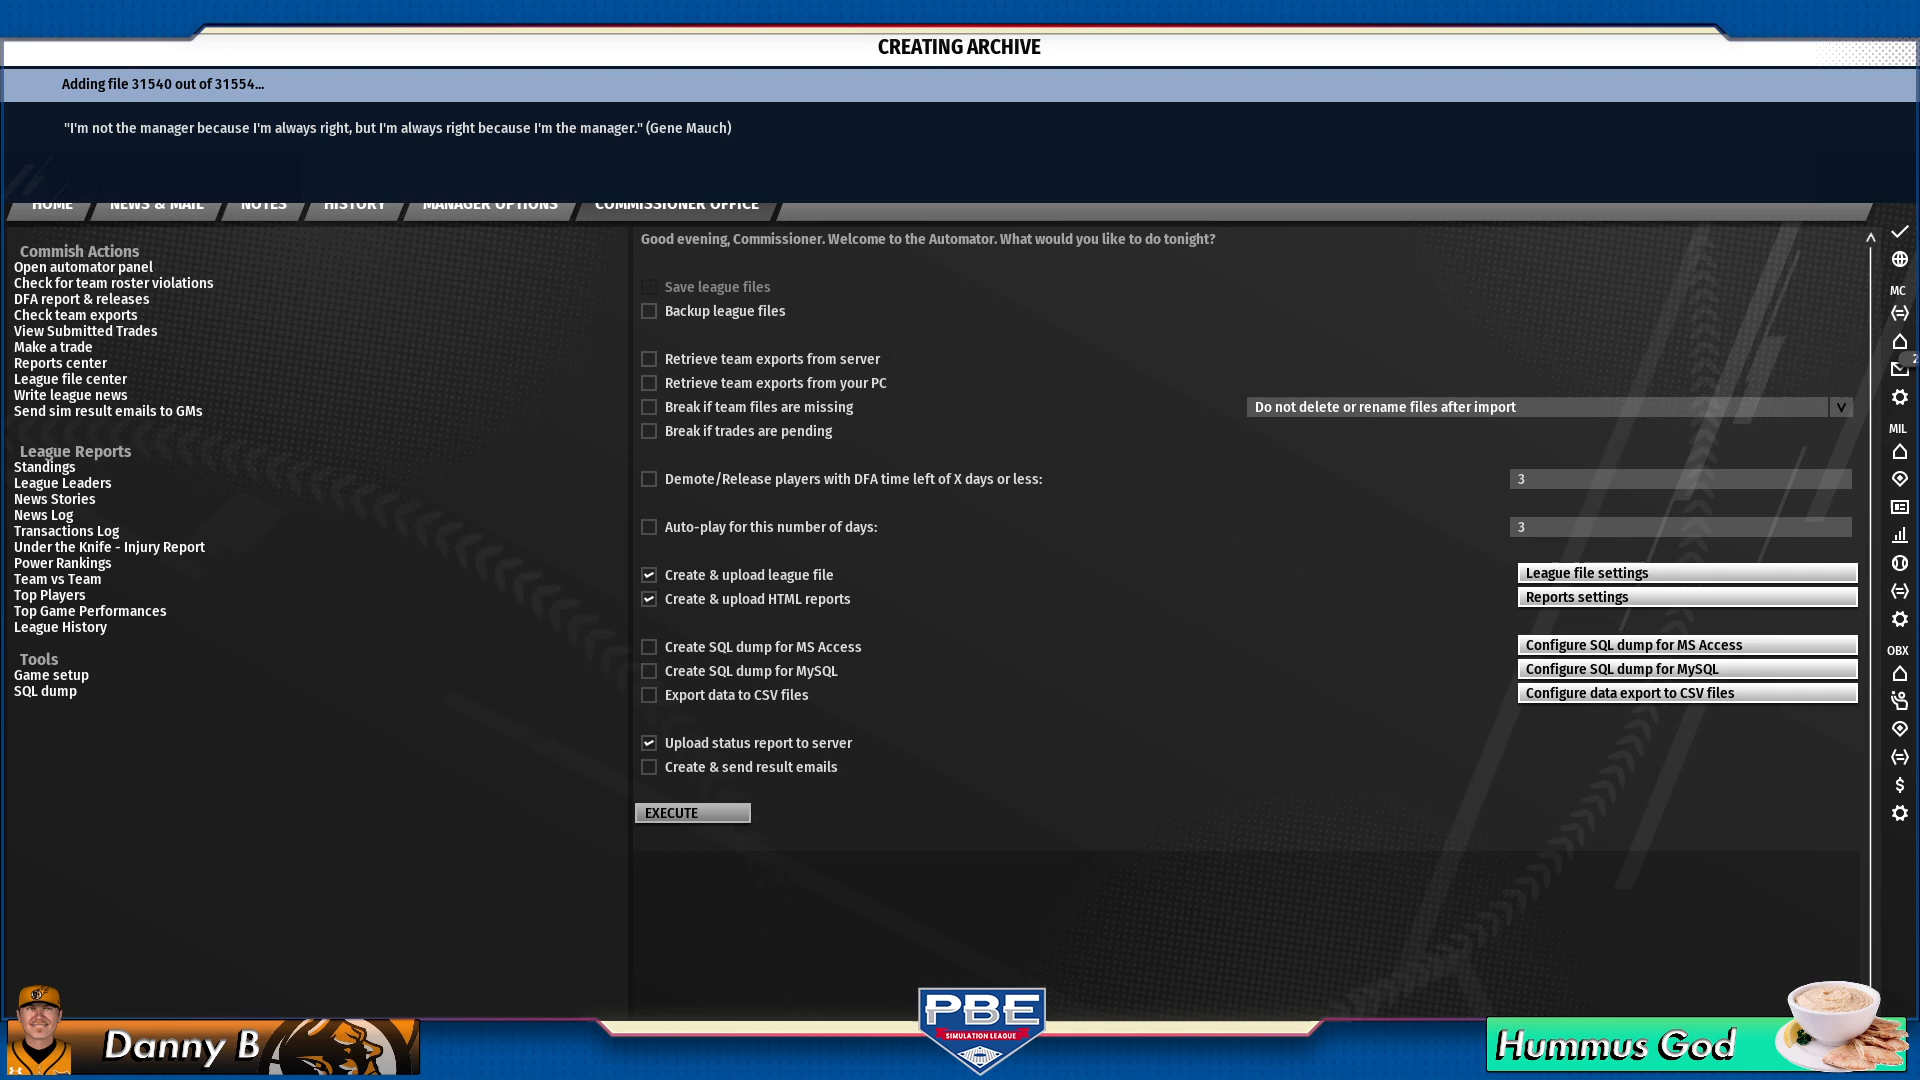 CREATING ARCHIVE
Adding file 31540 out of 31554...
"I'm not the manager because I'm always right, but I'm always right because I'm the manager." (Gene Mauch)
HOME
NEWS & MAIL
NOTES
HISTORY
MANAGER OPTIONS
COMMISSIONER OFFICE
Commish Actions
Open automator panel
Check for team roster violations
DFA report & releases
Check team exports
View Submitted Trades
Make a trade
Reports center
League file center
Write league news
Send sim result emails to GMs
League Reports
Standings
League Leaders
News Stories
News Log
Transactions Log
Under the Knife - Injury Report
Power Rankings
Team vs Team
Top Players
Top Game Performances
League History
Tools
Game setup
SQL dump
Good evening, Commissioner. Welcome to the Automator. What would you like to do tonight?
Save league files
Backup league files
Retrieve team exports from server
Retrieve team exports from your PC
Break if team files are missing
Do not delete or rename files after import
Break if trades are pending
Demote/Release players with DFA time left of X days or less:
3
Auto-play for this number of days:
3
Create & upload league file
League file settings
Create & upload HTML reports
Reports settings
Create SQL dump for MS Access
Configure SQL dump for MS Access
Create SQL dump for MySQL
Configure SQL dump for MySQL
Export data to CSV files
Configure data export to CSV files
Upload status report to server
Create & send result emails
EXECUTE
MC
2
MIL
OBX
$
Danny B
PBE
SIMULATION LEAGUE
Hummus God